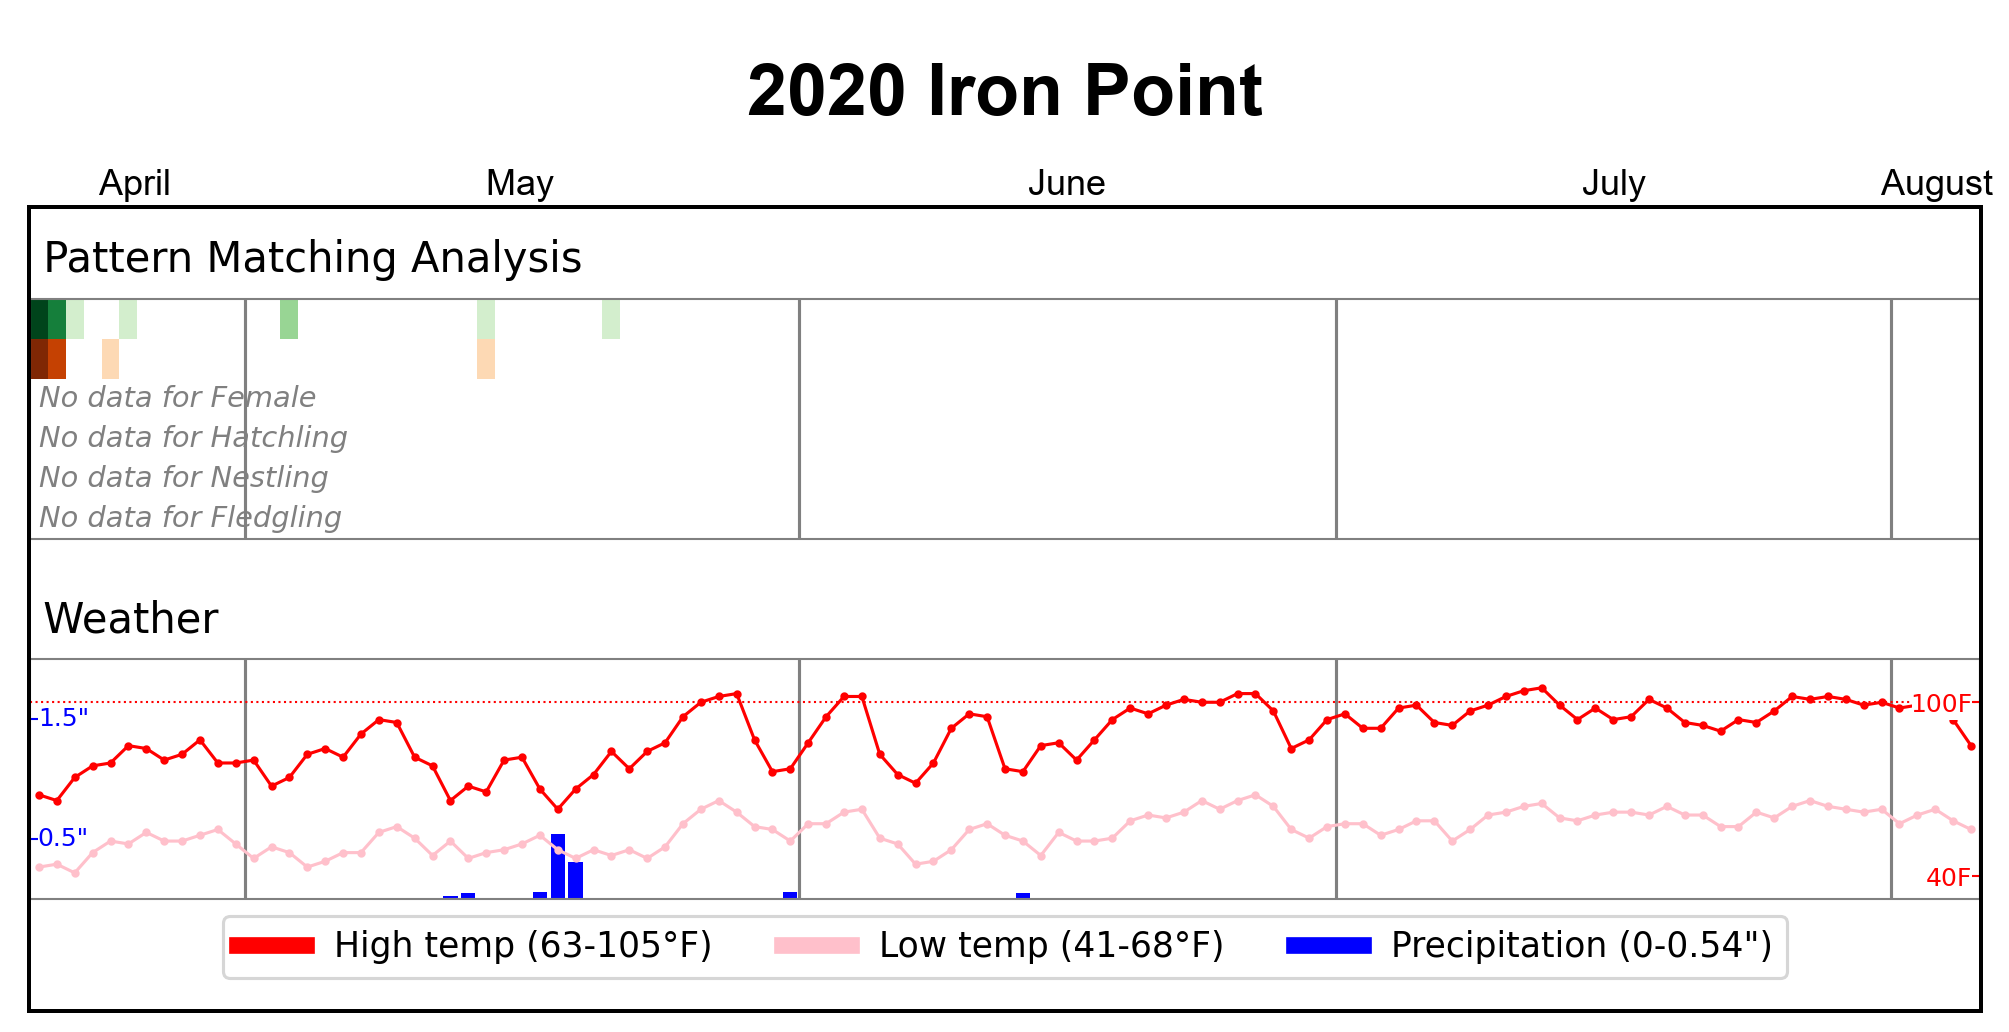 2020 Iron Point
April May June July August
Pattern Matching Analysis
No data for Female
No data for Hatchling
No data for Nestling
No data for Fledgling
Weather
1.5" 100F
0.5" 40F
High temp (63-105°F) Low temp (41-68°F) Precipitation (0-0.54")